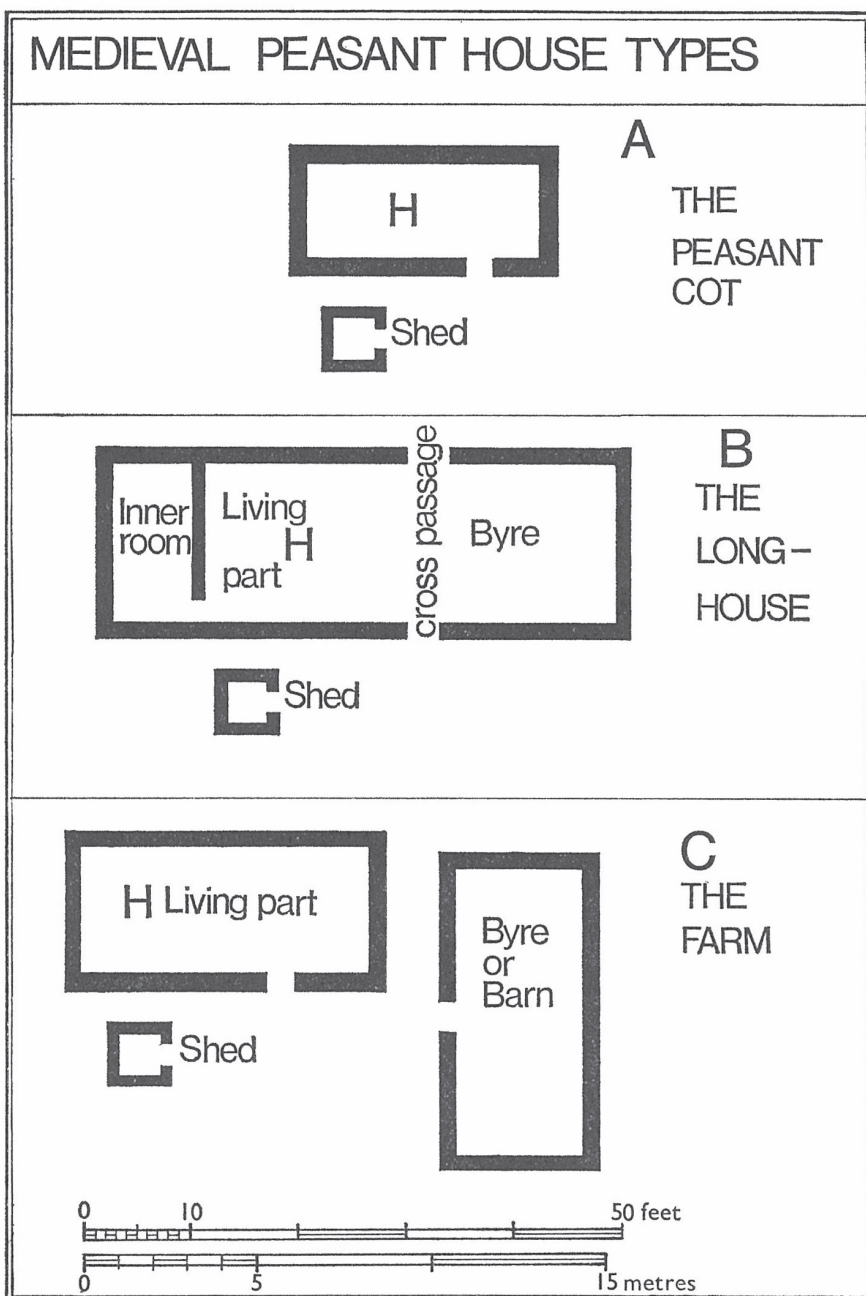 MEDIEVAL PEASANT HOUSE TYPES
A
THE
PEASANT
COT
H
Shed
B
THE
LONG-
HOUSE
Inner
room
Living
H
part
cross passage
Byre
Shed
C
THE
FARM
H Living part
Byre
or
Barn
Shed
0 10 50 feet
0 5 15 metres